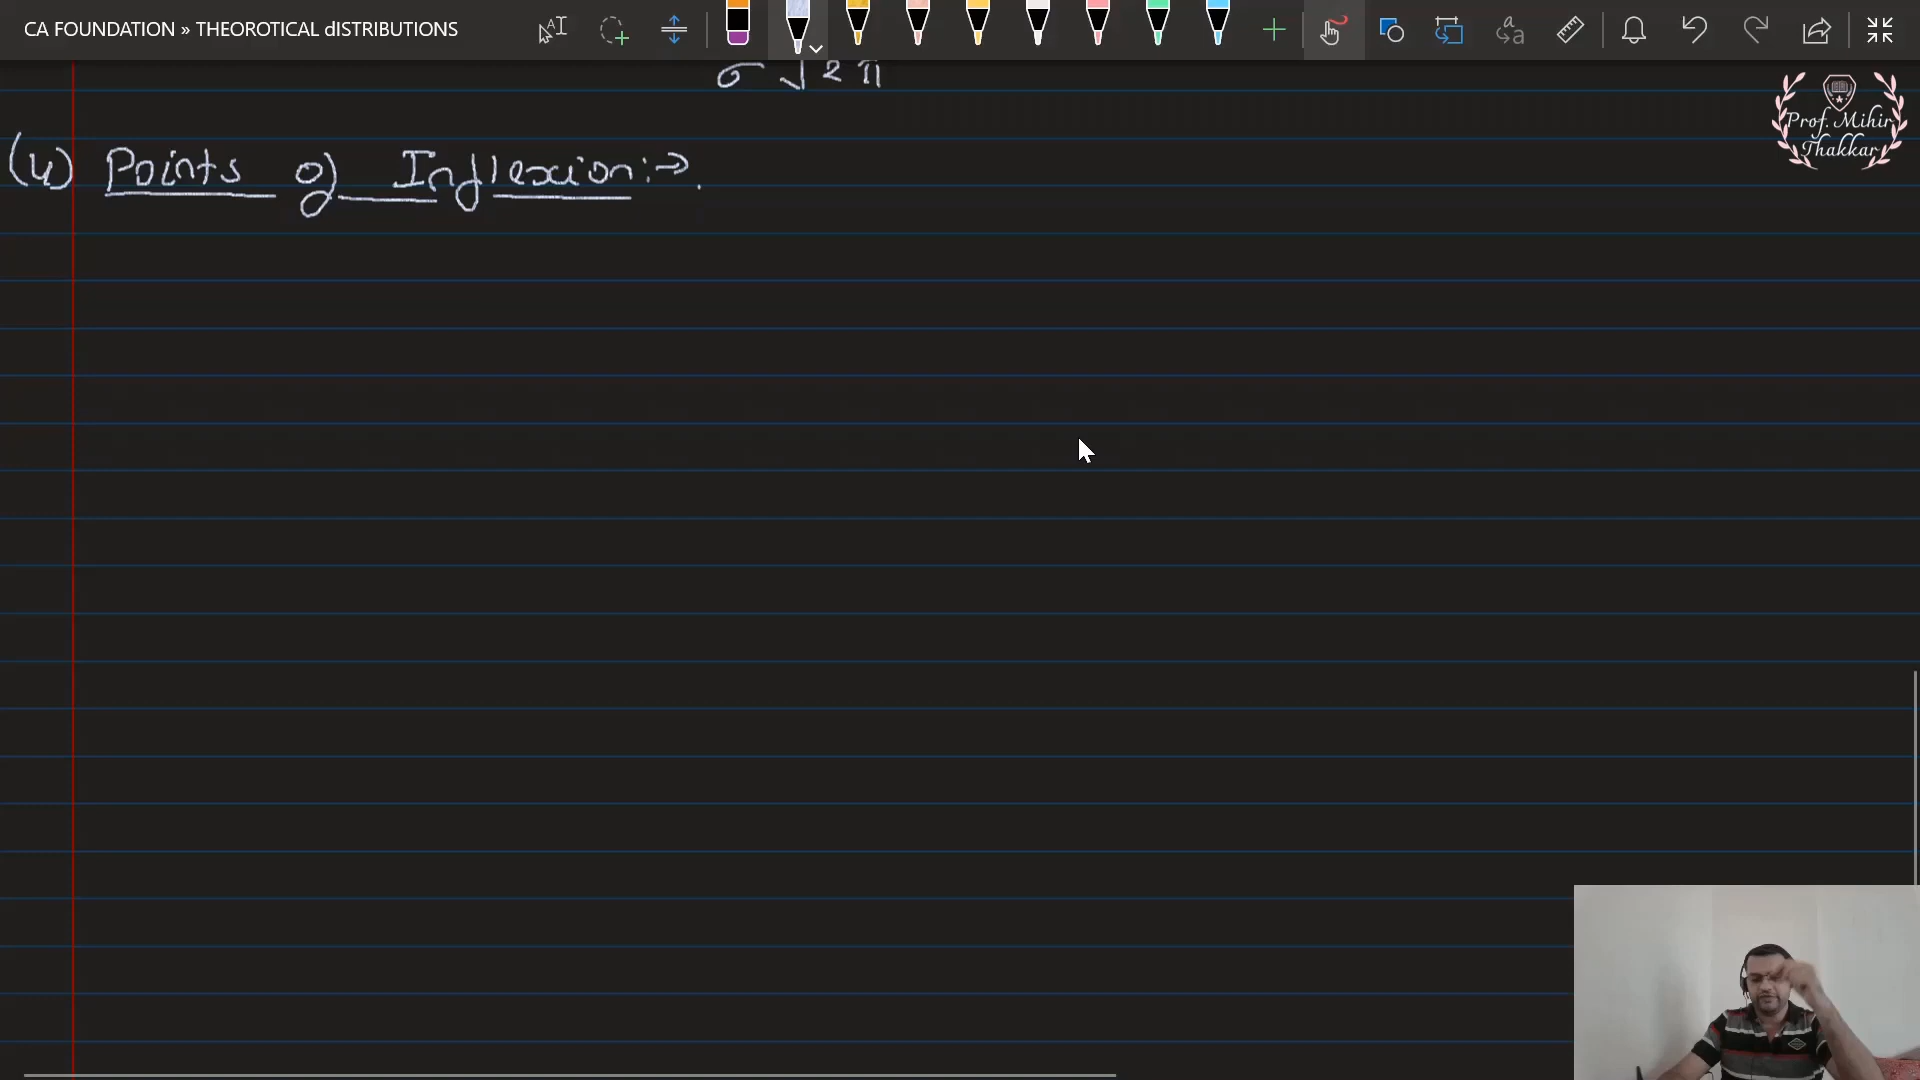 CA FOUNDATION » THEOROTICAL dISTRIBUTIONS
σ √2π
(4) Points of Inflexion :→.
Prof. Mihir
Thakkar